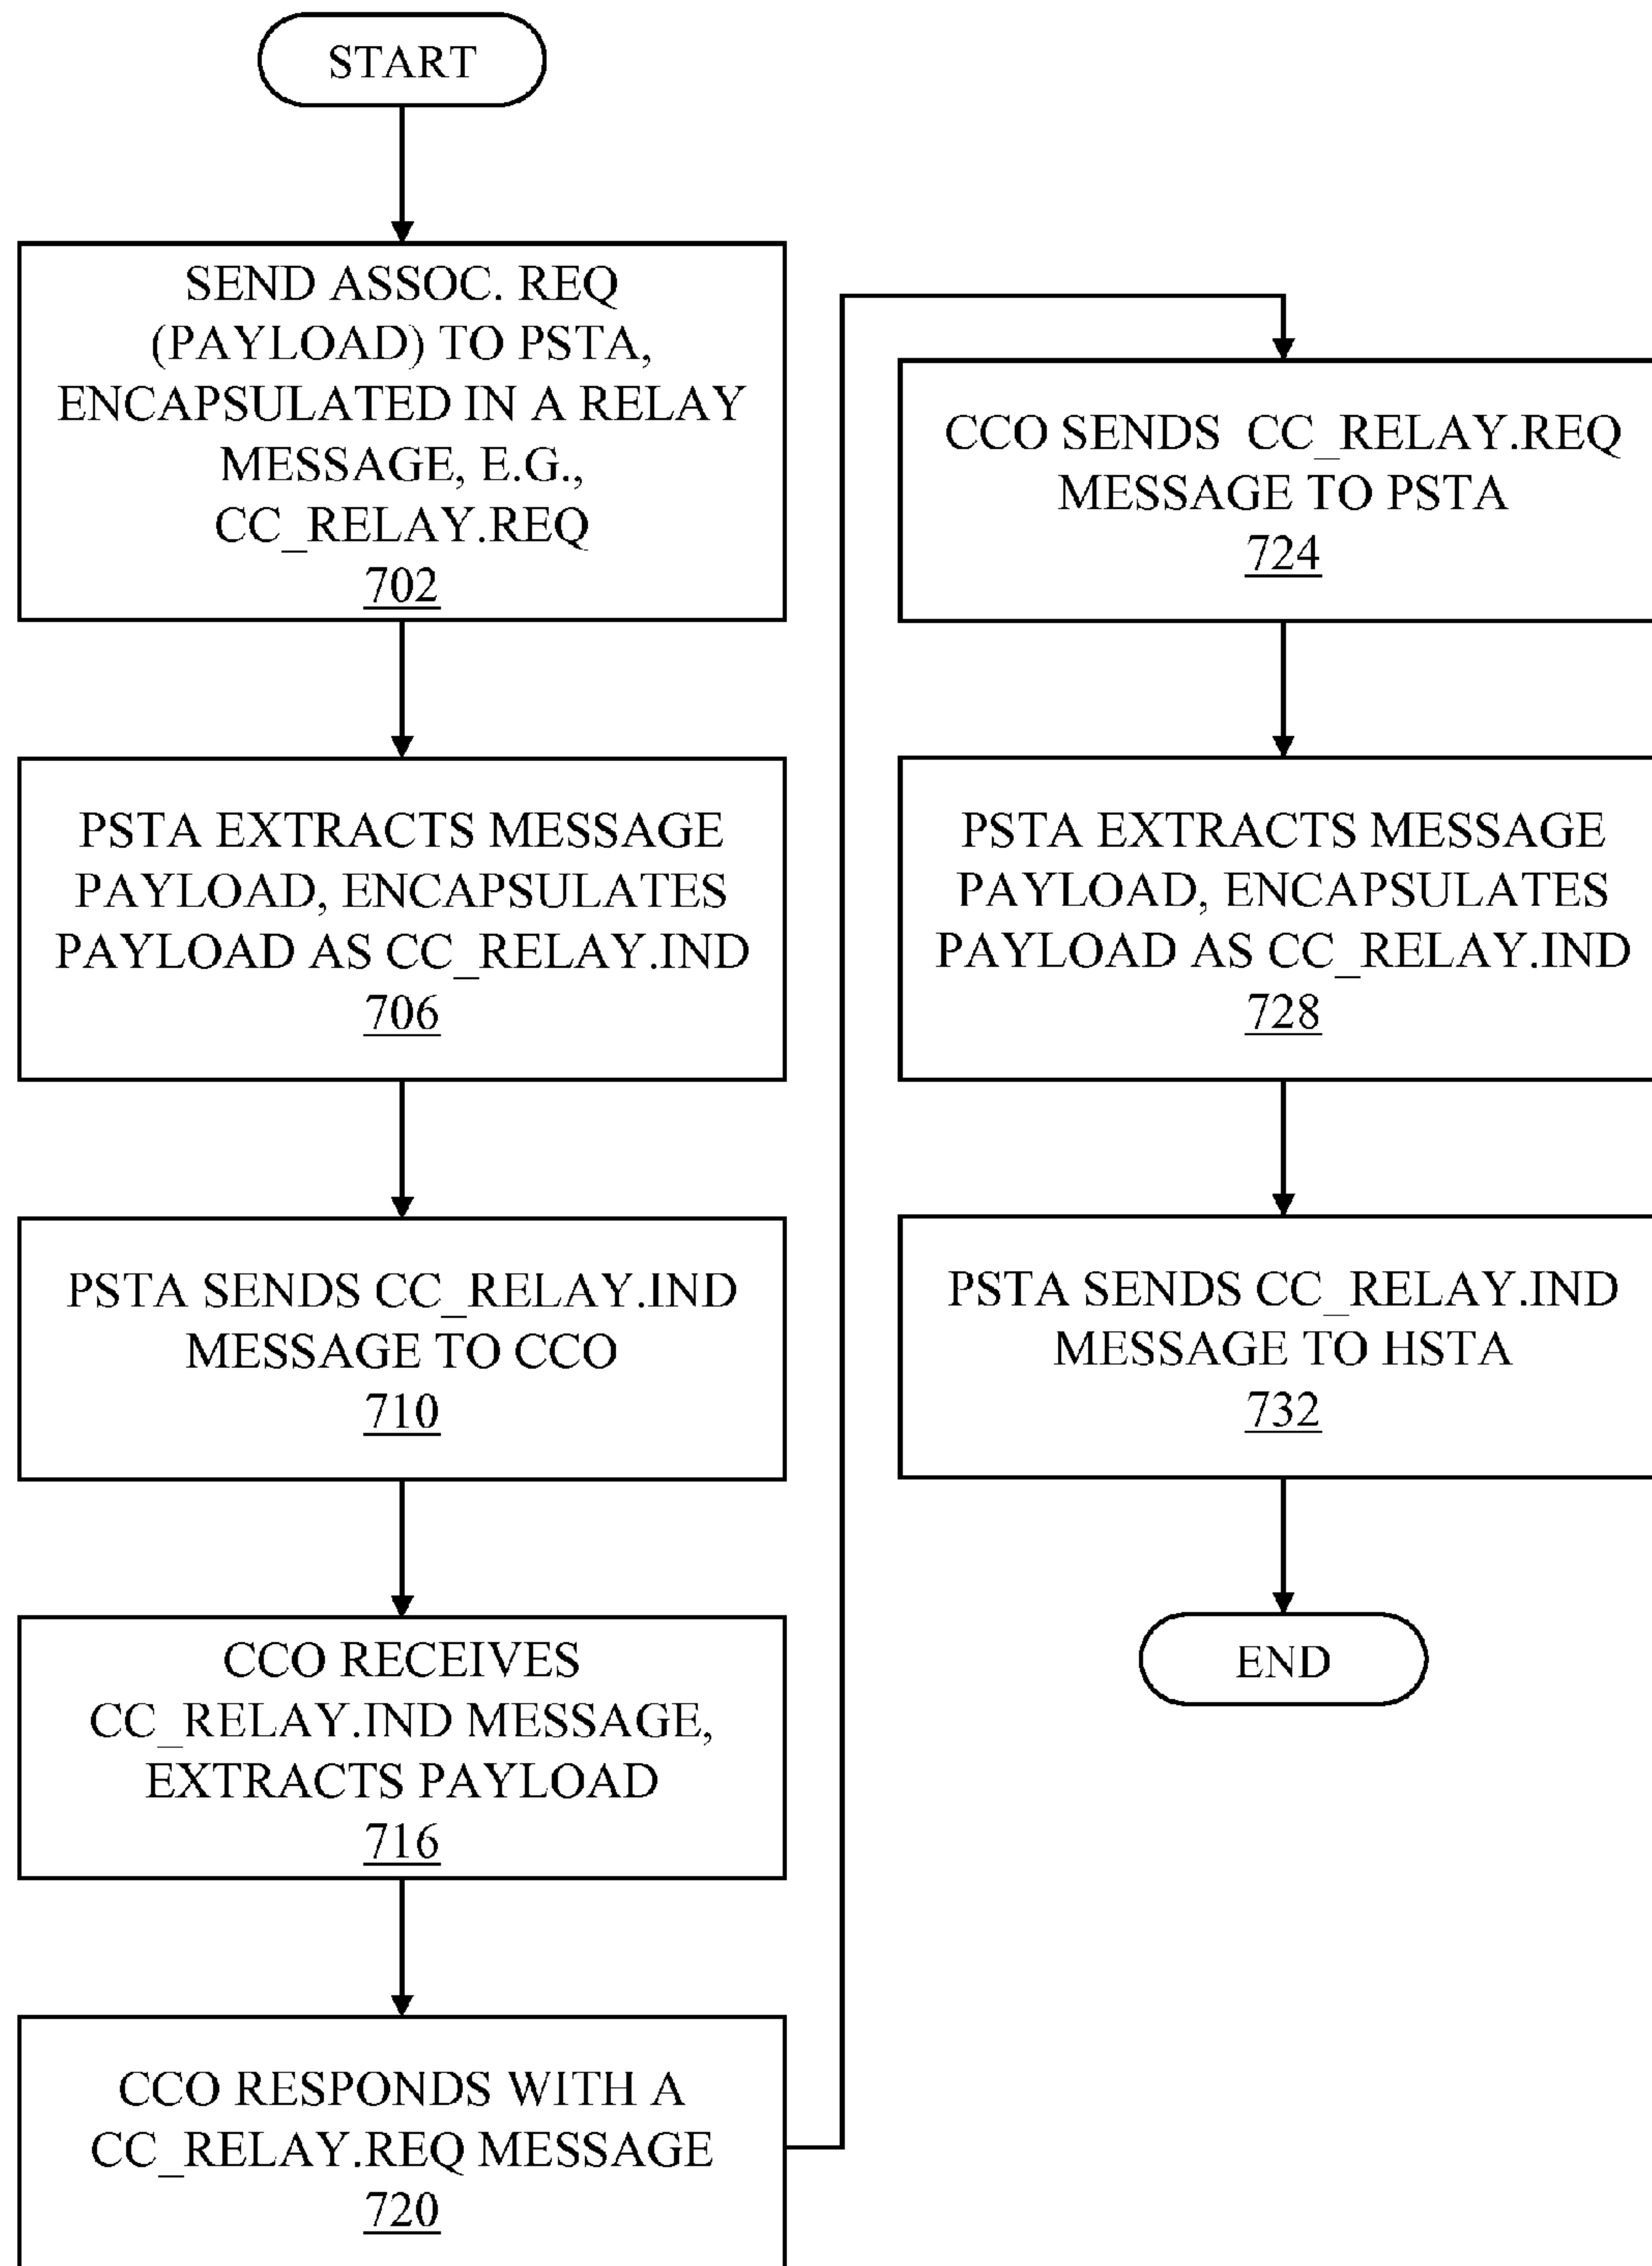 START
SEND ASSOC. REQ
(PAYLOAD) TO PSTA,
ENCAPSULATED IN A RELAY
MESSAGE, E.G.,
CC_RELAY.REQ
702
PSTA EXTRACTS MESSAGE
PAYLOAD, ENCAPSULATES
PAYLOAD AS CC_RELAY.IND
706
PSTA SENDS CC_RELAY.IND
MESSAGE TO CCO
710
CCO RECEIVES
CC_RELAY.IND MESSAGE,
EXTRACTS PAYLOAD
716
CCO RESPONDS WITH A
CC_RELAY.REQ MESSAGE
720
CCO SENDS CC_RELAY.REQ
MESSAGE TO PSTA
724
PSTA EXTRACTS MESSAGE
PAYLOAD, ENCAPSULATES
PAYLOAD AS CC_RELAY.IND
728
PSTA SENDS CC_RELAY.IND
MESSAGE TO HSTA
732
END